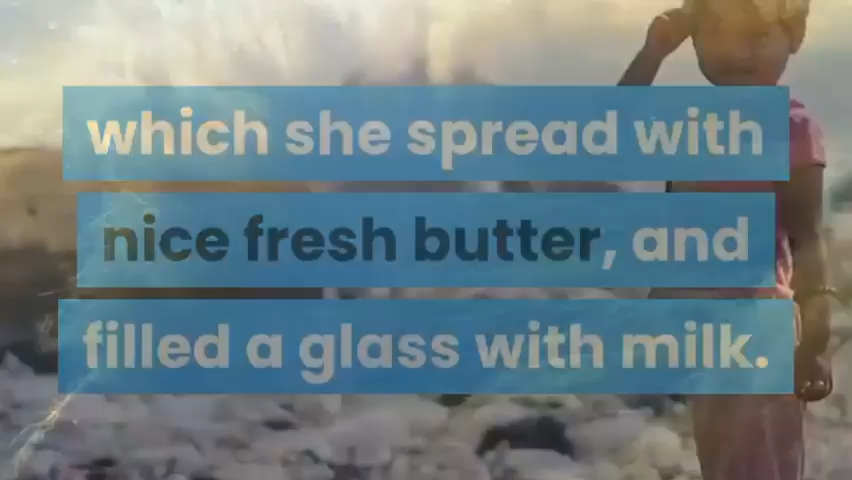 which she spread with
nice fresh butter, and
filled a glass with milk.